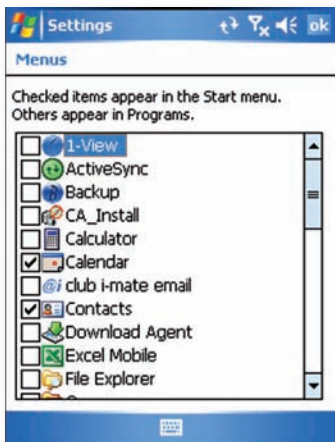 Settings
ok
Menus
Checked items appear in the Start menu.
Others appear in Programs.
1-View
ActiveSync
Backup
CA_Install
Calculator
Calendar
@i club i-mate email
Contacts
Download Agent
Excel Mobile
File Explorer